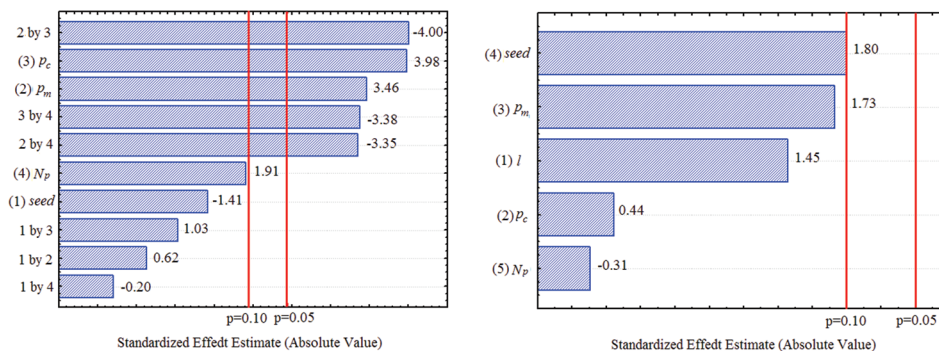 2 by 3
-4.00
(3) pc
3.98
(2) pm
3.46
3 by 4
-3.38
2 by 4
-3.35
(4) Np
1.91
(1) seed
-1.41
1 by 3
1.03
1 by 2
0.62
1 by 4
-0.20
p=0.10
p=0.05
Standardized Effedt Estimate (Absolute Value)
(4) seed
1.80
(3) pm
1.73
(1) l
1.45
(2) pc
0.44
(5) Np
-0.31
p=0.10
p=0.05
Standardized Effedt Estimate (Absolute Value)